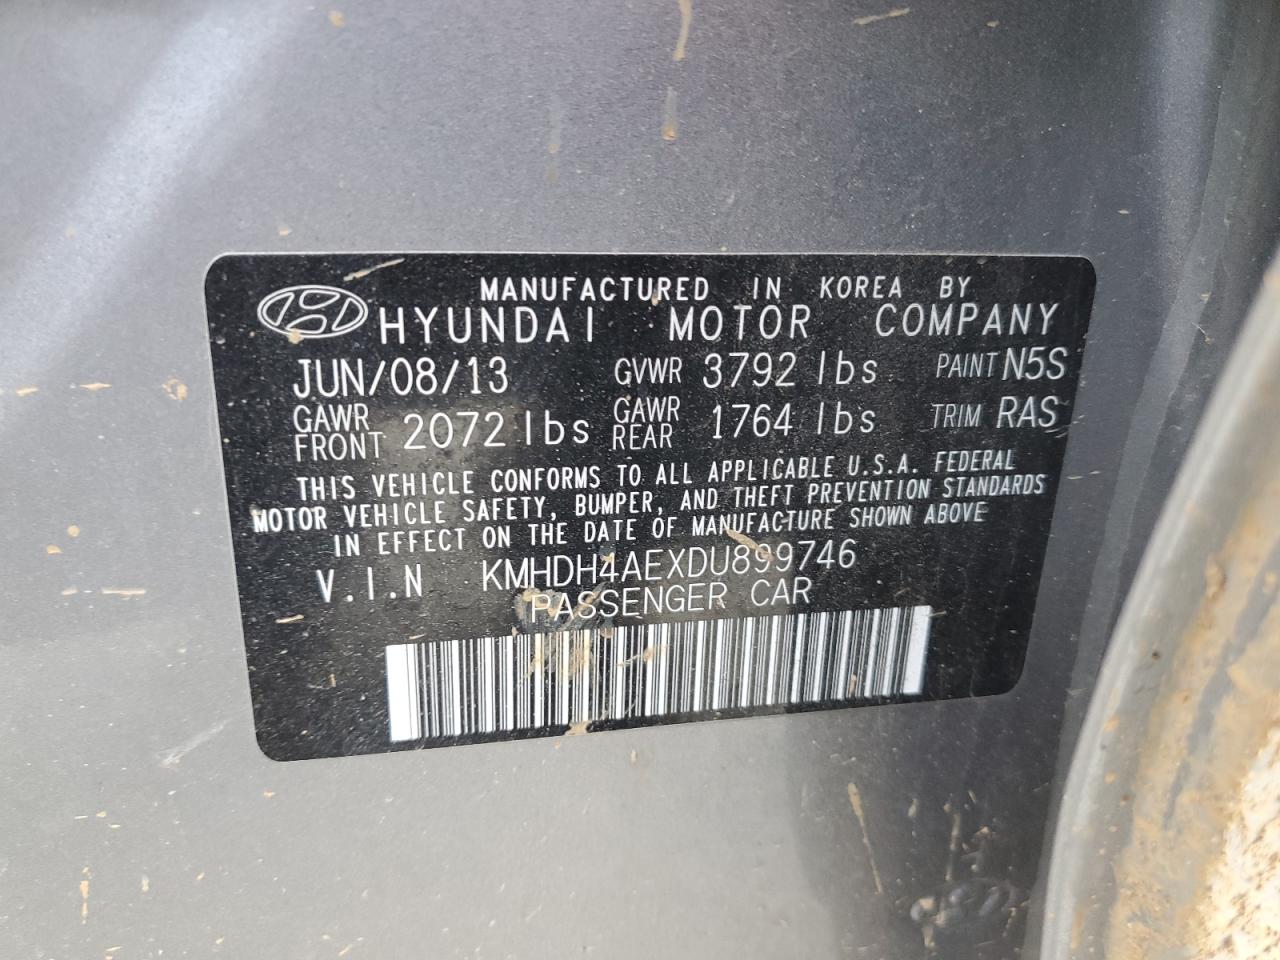 MANUFACTURED IN KOREA BY
HYUNDAI MOTOR COMPANY
JUN/08/13 GVWR 3792 lbs PAINT N5S
GAWR FRONT 2072 lbs GAWR REAR 1764 lbs TRIM RAS
THIS VEHICLE CONFORMS TO ALL APPLICABLE U.S.A. FEDERAL
MOTOR VEHICLE SAFETY, BUMPER, AND THEFT PREVENTION STANDARDS
IN EFFECT ON THE DATE OF MANUFACTURE SHOWN ABOVE
V.I.N KMHDH4AEXDU899746
PASSENGER CAR